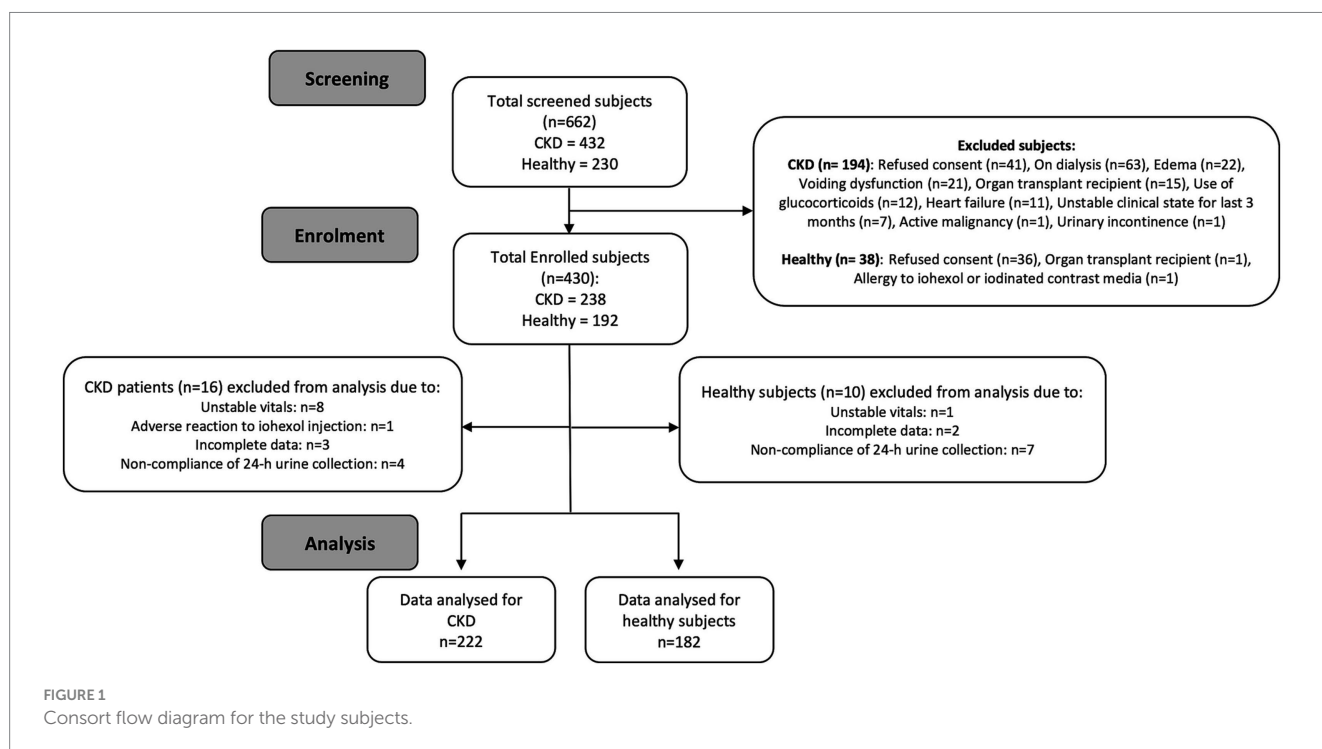 Screening
Total screened subjects
(n=662)
CKD = 432
Healthy = 230
Excluded subjects:
CKD (n= 194): Refused consent (n=41), On dialysis (n=63), Edema (n=22),
Voiding dysfunction (n=21), Organ transplant recipient (n=15), Use of
glucocorticoids (n=12), Heart failure (n=11), Unstable clinical state for last 3
months (n=7), Active malignancy (n=1), Urinary incontinence (n=1)
Healthy (n= 38): Refused consent (n=36), Organ transplant recipient (n=1),
Allergy to iohexol or iodinated contrast media (n=1)
Enrolment
Total Enrolled subjects
(n=430):
CKD = 238
Healthy = 192
CKD patients (n=16) excluded from analysis due to:
Unstable vitals: n=8
Adverse reaction to iohexol injection: n=1
Incomplete data: n=3
Non-compliance of 24-h urine collection: n=4
Healthy subjects (n=10) excluded from analysis due to:
Unstable vitals: n=1
Incomplete data: n=2
Non-compliance of 24-h urine collection: n=7
Analysis
Data analysed for
CKD
n=222
Data analysed for
healthy subjects
n=182
FIGURE 1
Consort flow diagram for the study subjects.